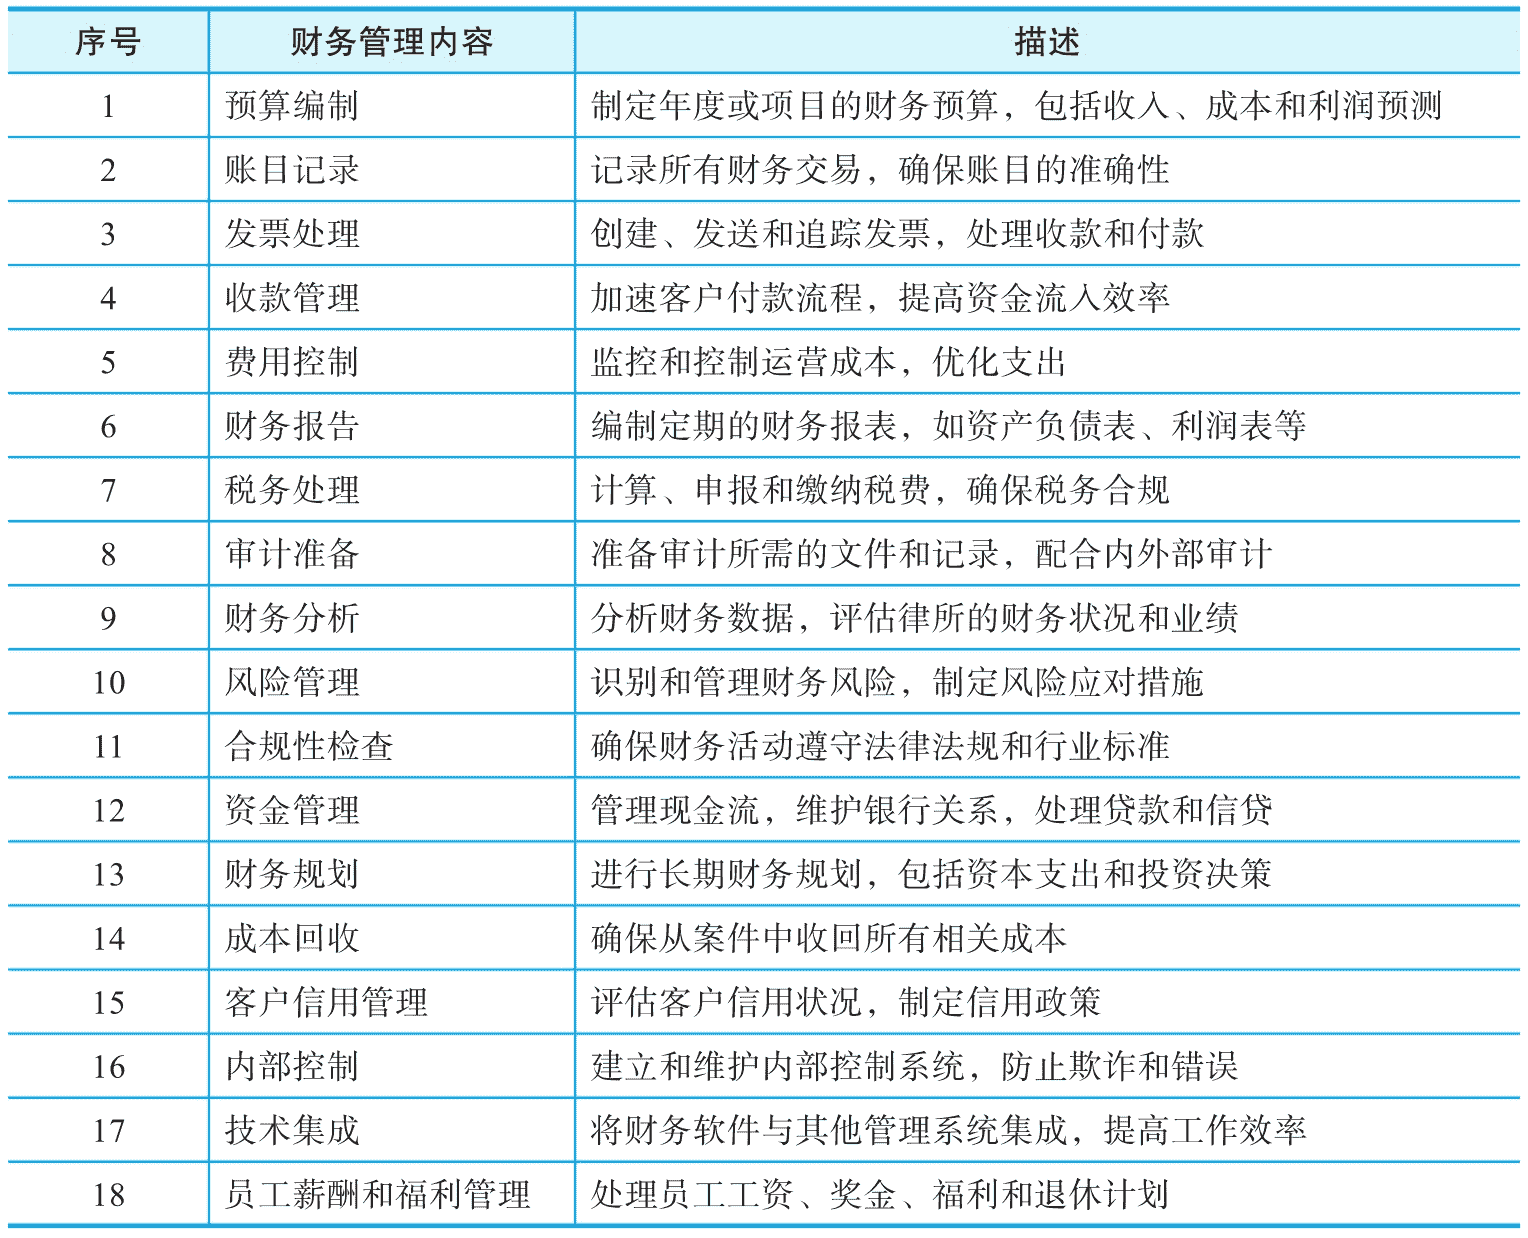 序号 财务管理内容 描述
1 预算编制 制定年度或项目的财务预算，包括收入、成本和利润预测
2 账目记录 记录所有财务交易，确保账目的准确性
3 发票处理 创建、发送和追踪发票，处理收款和付款
4 收款管理 加速客户付款流程，提高资金流入效率
5 费用控制 监控和控制运营成本，优化支出
6 财务报告 编制定期的财务报表，如资产负债表、利润表等
7 税务处理 计算、申报和缴纳税费，确保税务合规
8 审计准备 准备审计所需的文件和记录，配合内外部审计
9 财务分析 分析财务数据，评估律所的财务状况和业绩
10 风险管理 识别和管理财务风险，制定风险应对措施
11 合规性检查 确保财务活动遵守法律法规和行业标准
12 资金管理 管理现金流，维护银行关系，处理贷款和信贷
13 财务规划 进行长期财务规划，包括资本支出和投资决策
14 成本回收 确保从案件中收回所有相关成本
15 客户信用管理 评估客户信用状况，制定信用政策
16 内部控制 建立和维护内部控制系统，防止欺诈和错误
17 技术集成 将财务软件与其他管理系统集成，提高工作效率
18 员工薪酬和福利管理 处理员工工资、奖金、福利和退休计划